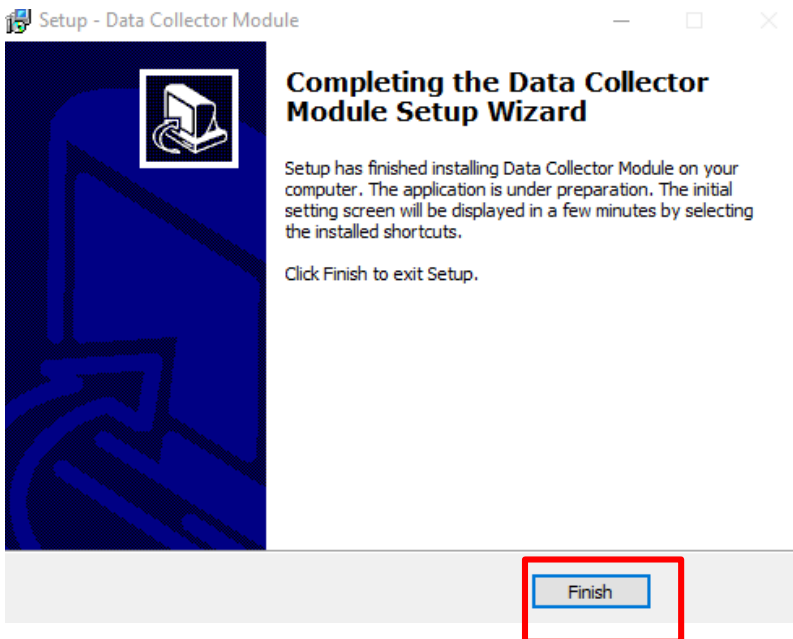 Setup - Data Collector Module
Completing the Data Collector
Module Setup Wizard
Setup has finished installing Data Collector Module on your
computer. The application is under preparation. The initial
setting screen will be displayed in a few minutes by selecting
the installed shortcuts.
Click Finish to exit Setup.
Finish